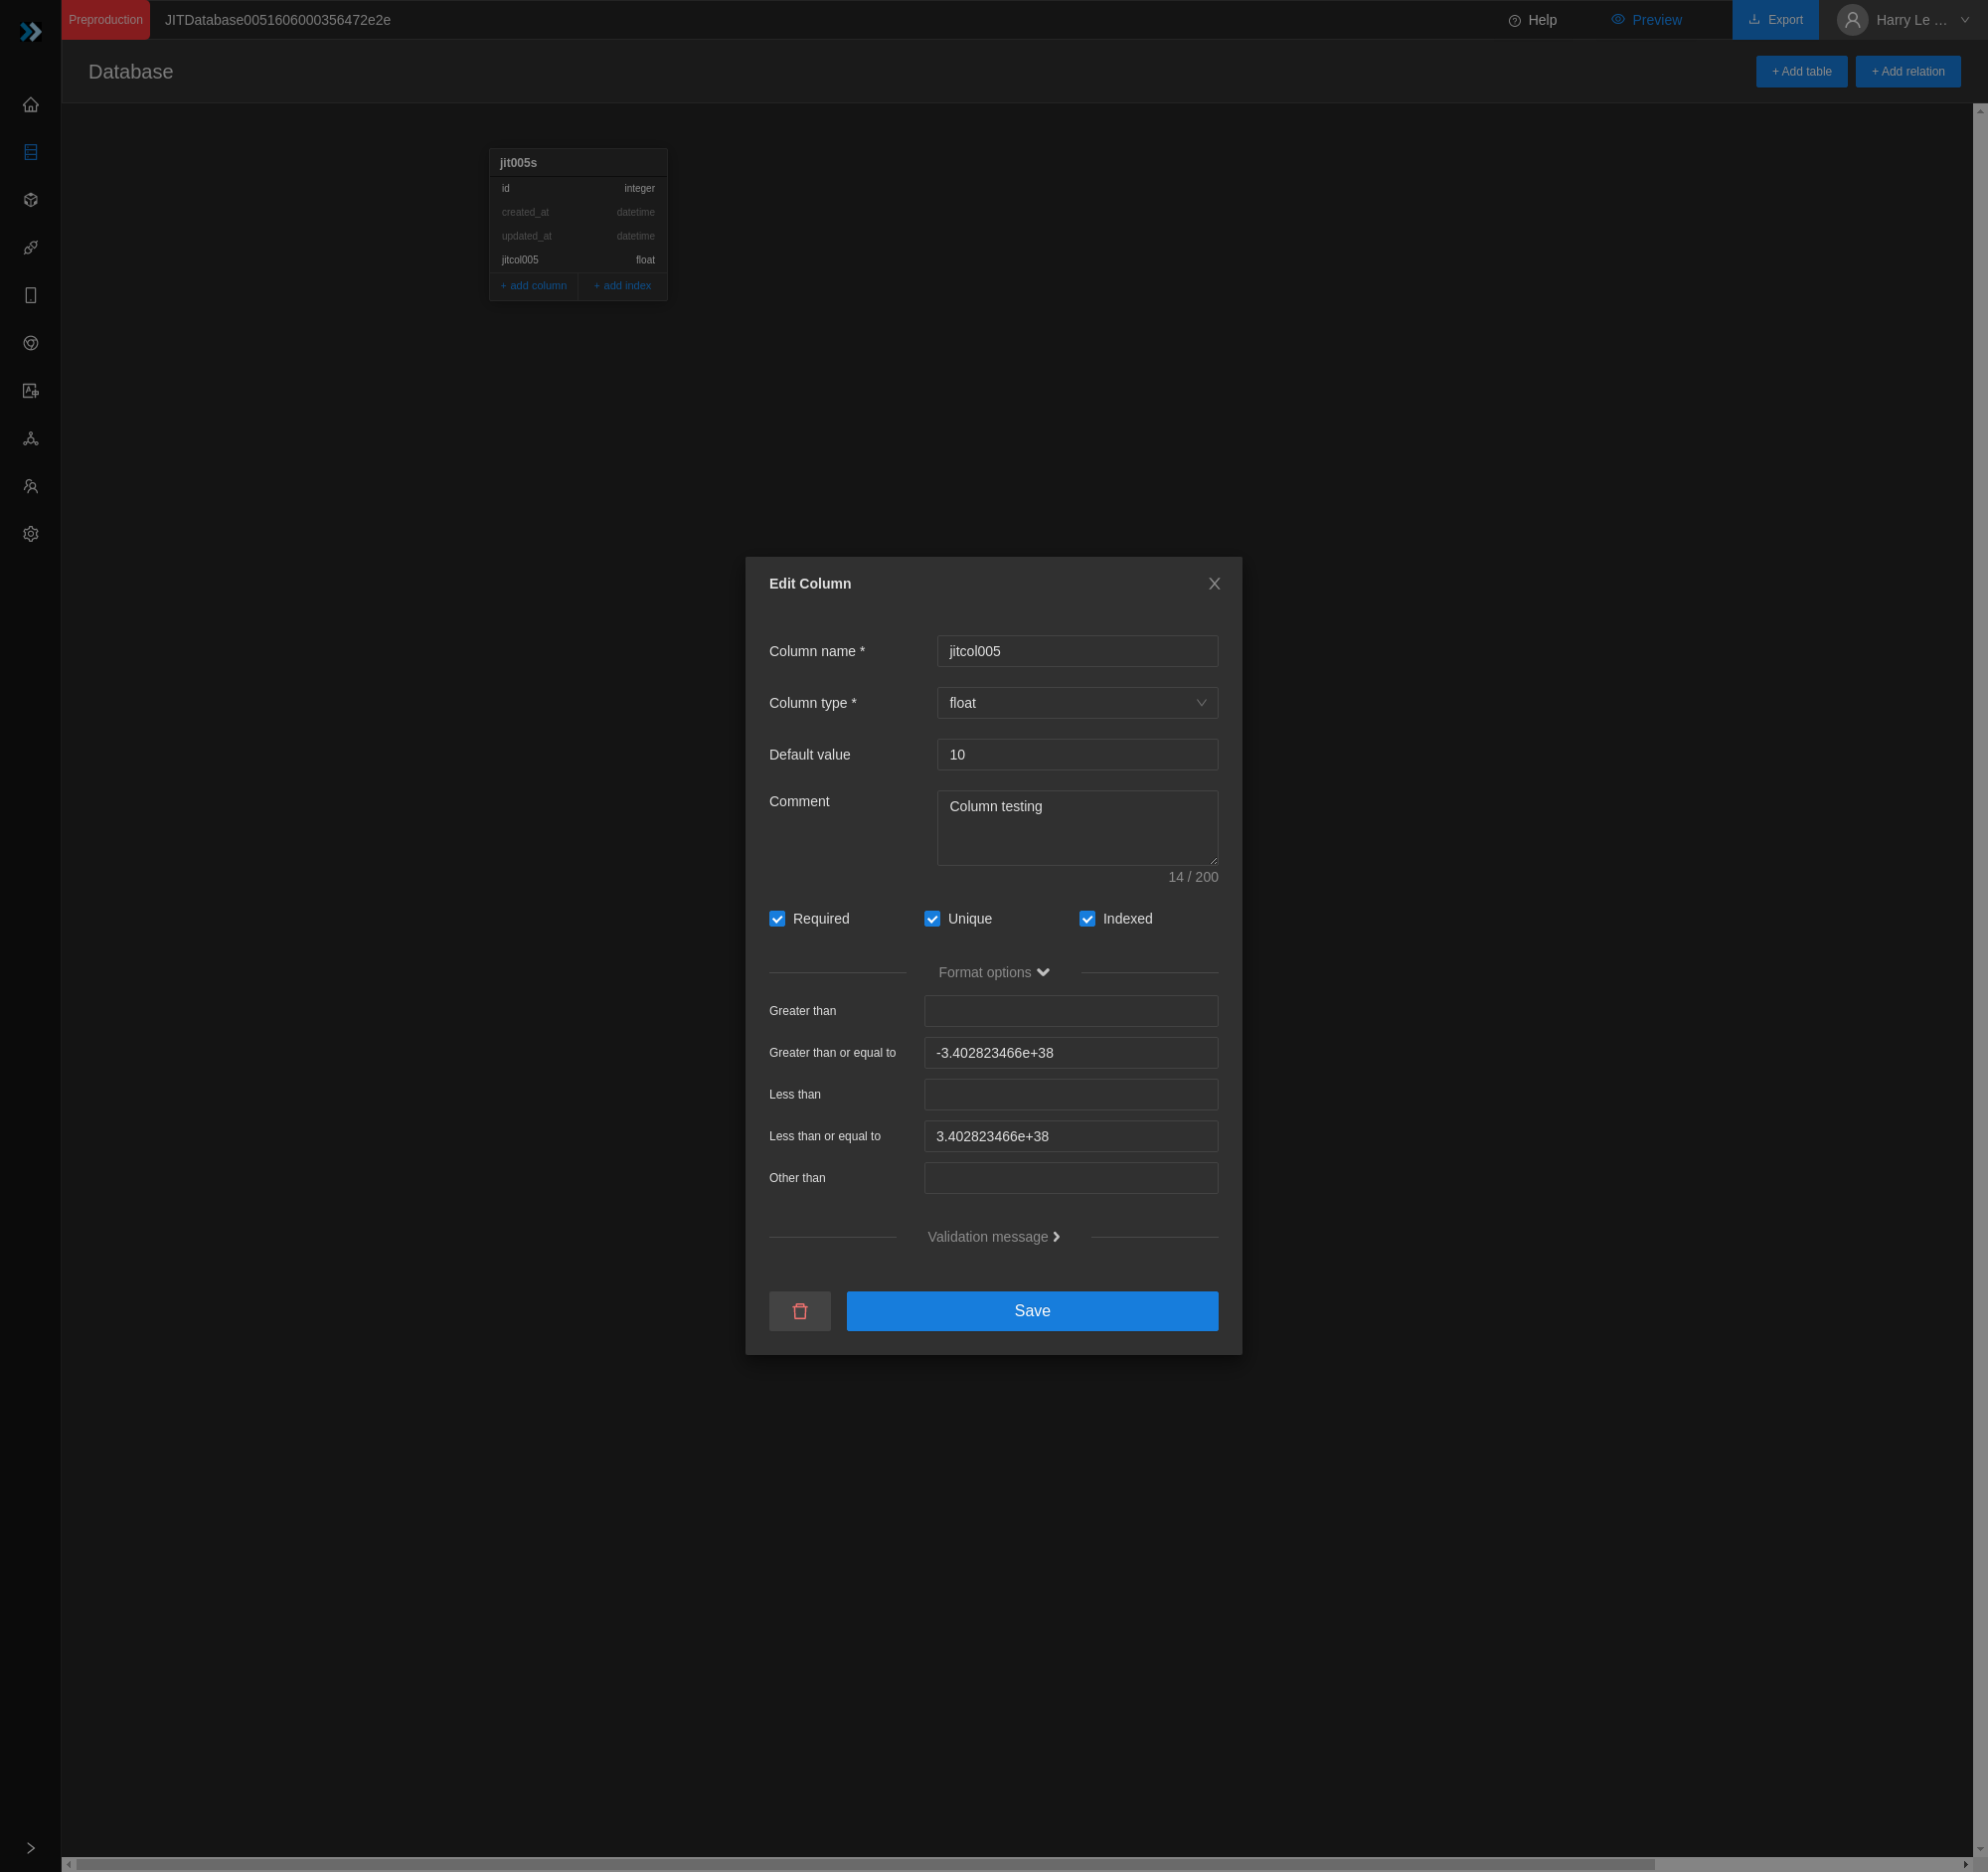 Preproduction JITDatabase0051606000356472e2e Help Preview Export Harry Le ...
Database + Add table + Add relation
jit005s
id integer
created_at datetime
updated_at datetime
jitcol005 float
+ add column + add index
Edit Column
Column name * jitcol005
Column type * float
Default value 10
Comment Column testing
14 / 200
Required Unique Indexed
Format options
Greater than
Greater than or equal to -3.402823466e+38
Less than
Less than or equal to 3.402823466e+38
Other than
Validation message
Save